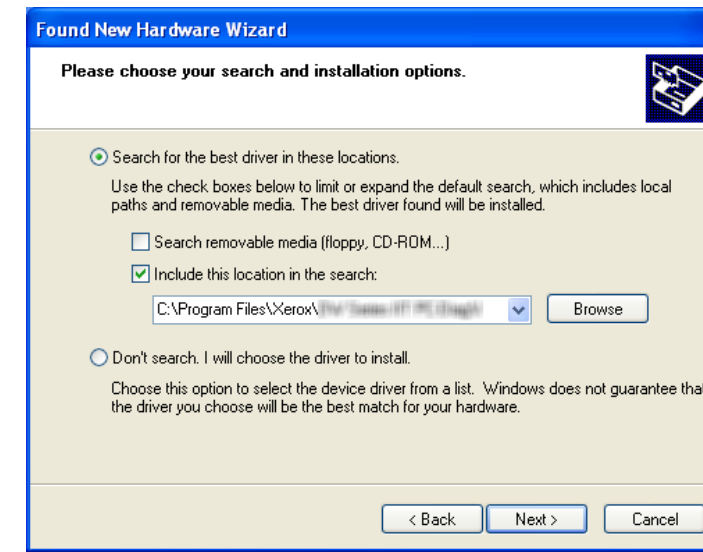 Found New Hardware Wizard
Please choose your search and installation options.
Search for the best driver in these locations.
Use the check boxes below to limit or expand the default search, which includes local
paths and removable media. The best driver found will be installed.
Search removable media (floppy, CD-ROM...)
Include this location in the search:
C:\Program Files\Xerox\
Browse
Don't search. I will choose the driver to install.
Choose this option to select the device driver from a list. Windows does not guarantee tha
the driver you choose will be the best match for your hardware.
< Back Next > Cancel